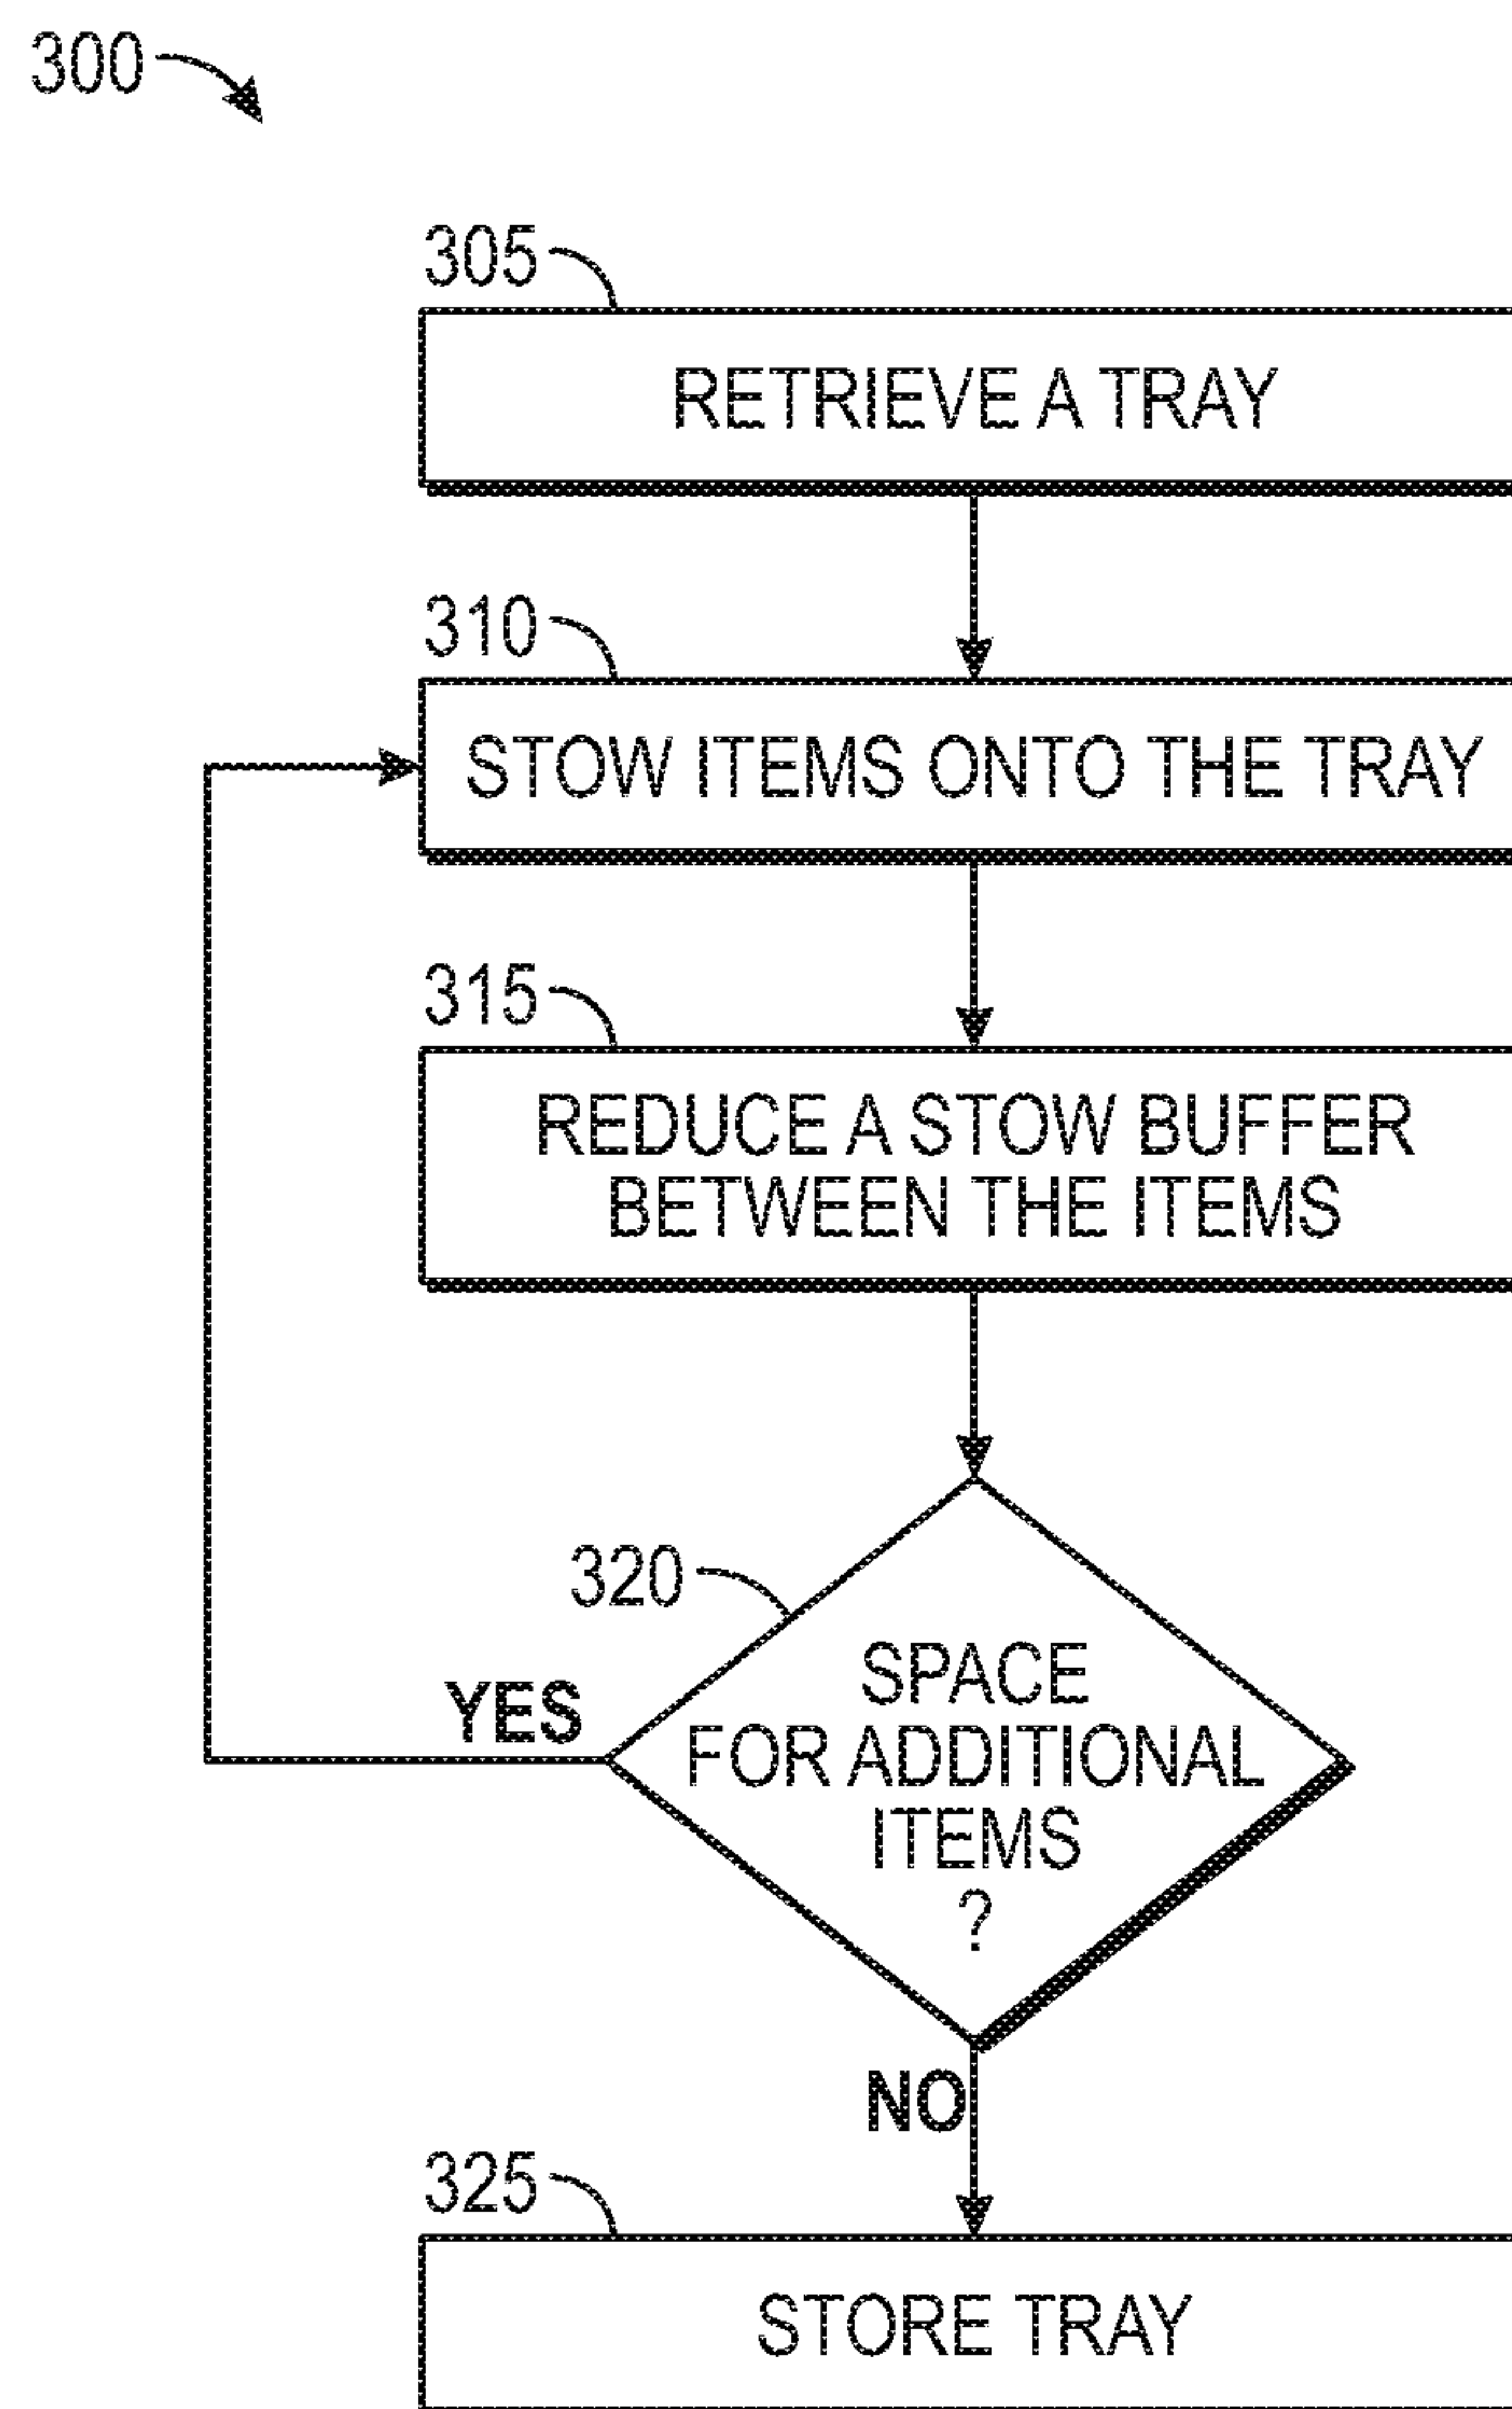 300
305
RETRIEVE A TRAY
310
STOW ITEMS ONTO THE TRAY
315
REDUCE A STOW BUFFER
BETWEEN THE ITEMS
320
SPACE
FOR ADDITIONAL
ITEMS
?
YES
NO
325
STORE TRAY